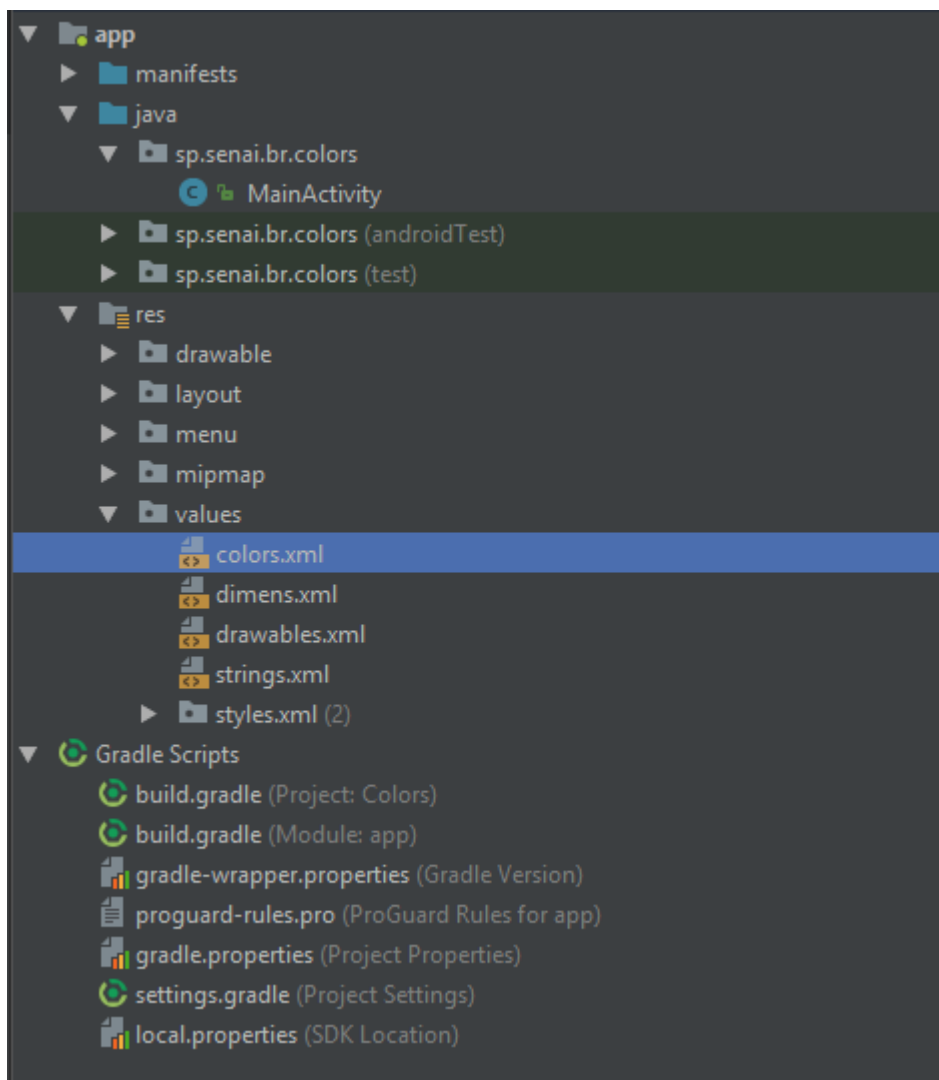 app
manifests
java
sp.senai.br.colors
C MainActivity
sp.senai.br.colors (androidTest)
sp.senai.br.colors (test)
res
drawable
layout
menu
mipmap
values
colors.xml
dimens.xml
drawables.xml
strings.xml
styles.xml (2)
Gradle Scripts
build.gradle (Project: Colors)
build.gradle (Module: app)
gradle-wrapper.properties (Gradle Version)
proguard-rules.pro (ProGuard Rules for app)
gradle.properties (Project Properties)
settings.gradle (Project Settings)
local.properties (SDK Location)